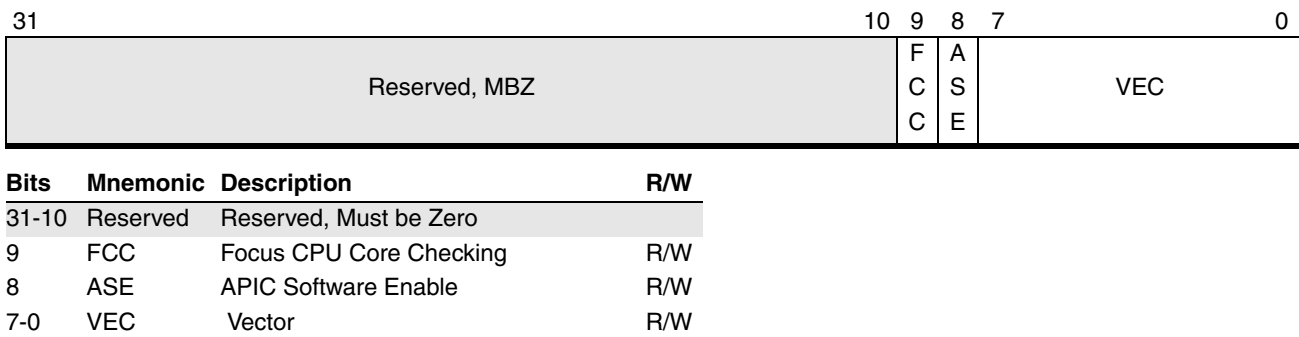 31 10 9 8 7 0
Reserved, MBZ
F
C
C
A
S
E
VEC
Bits Mnemonic Description R/W
31-10 Reserved Reserved, Must be Zero
9 FCC Focus CPU Core Checking R/W
8 ASE APIC Software Enable R/W
7-0 VEC Vector R/W